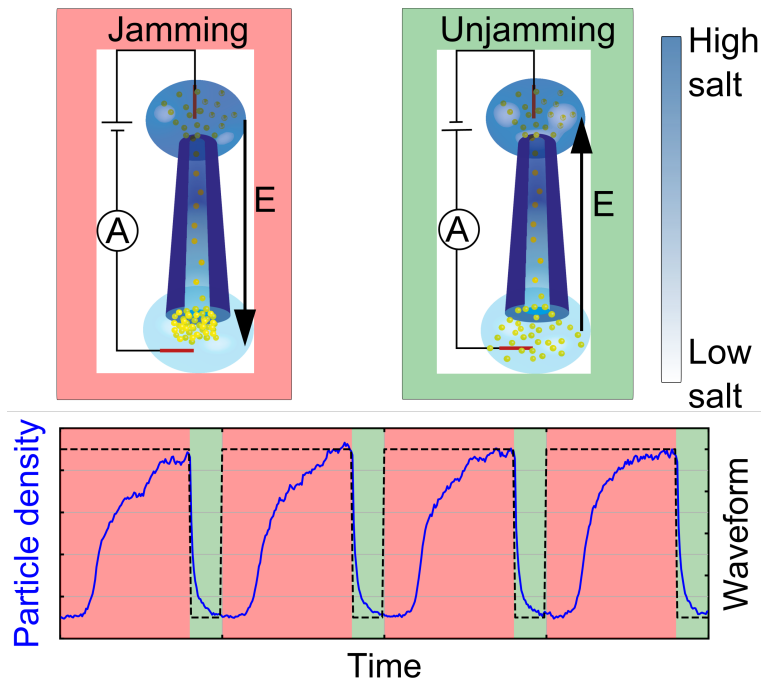 Jamming
Unjamming
High
salt
E
E
A
A
Low
salt
Particle density
Waveform
Time